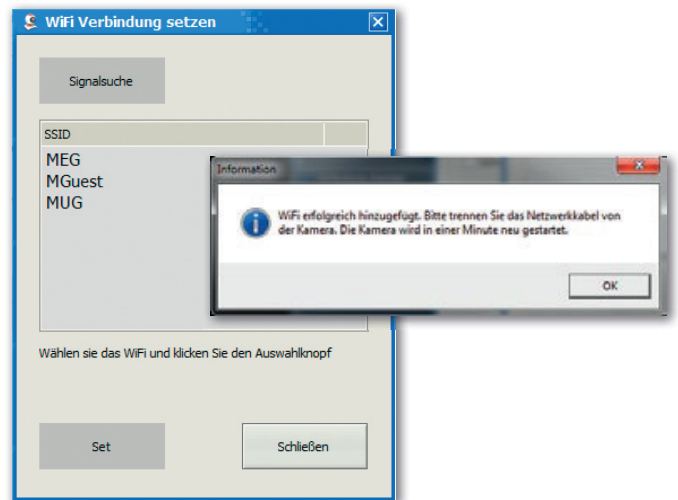 WiFi Verbindung setzen
Signalsuche
SSID
MEG
MGuest
MUG
Information
WiFi erfolgreich hinzugefügt. Bitte trennen Sie das Netzwerkkabel von
der Kamera. Die Kamera wird in einer Minute neu gestartet.
OK
Wählen sie das WiFi und klicken Sie den Auswahlknopf
Set
Schließen